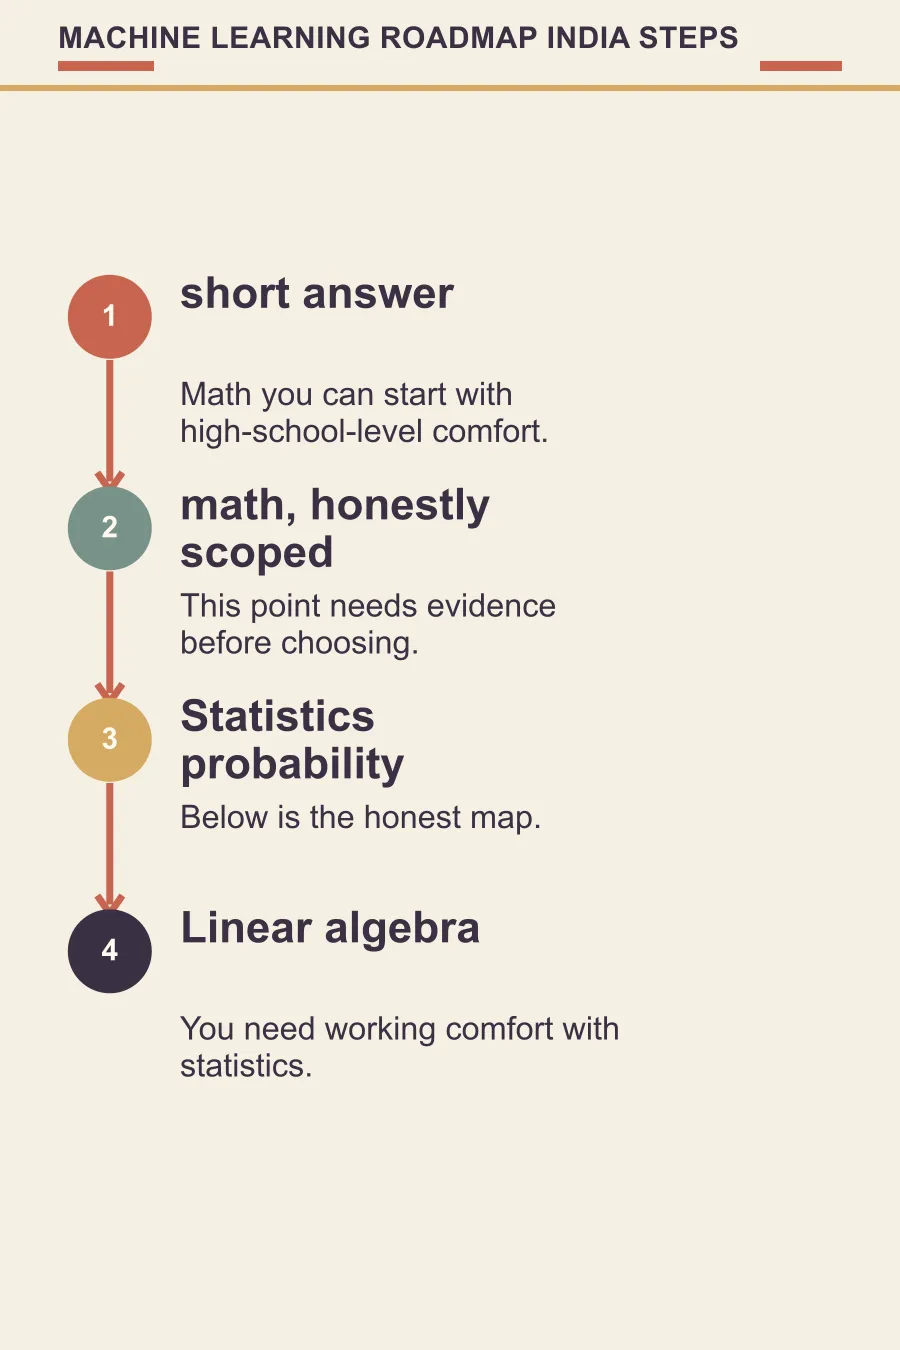 MACHINE LEARNING ROADMAP INDIA STEPS
1
short answer
Math you can start with
high-school-level comfort.
2
math, honestly
scoped
This point needs evidence
before choosing.
3
Statistics
probability
Below is the honest map.
4
Linear algebra
You need working comfort with
statistics.